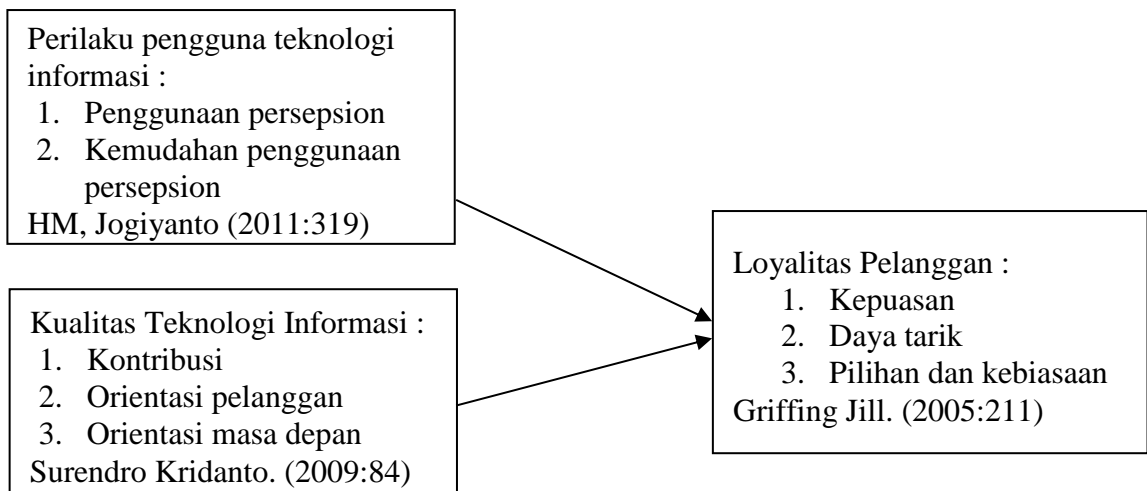 Perilaku pengguna teknologi
informasi :
1. Penggunaan persepsion
2. Kemudahan penggunaan
persepsion
HM, Jogiyanto (2011:319)
Kualitas Teknologi Informasi :
1. Kontribusi
2. Orientasi pelanggan
3. Orientasi masa depan
Surendro Kridanto. (2009:84)
Loyalitas Pelanggan :
1. Kepuasan
2. Daya tarik
3. Pilihan dan kebiasaan
Griffing Jill. (2005:211)